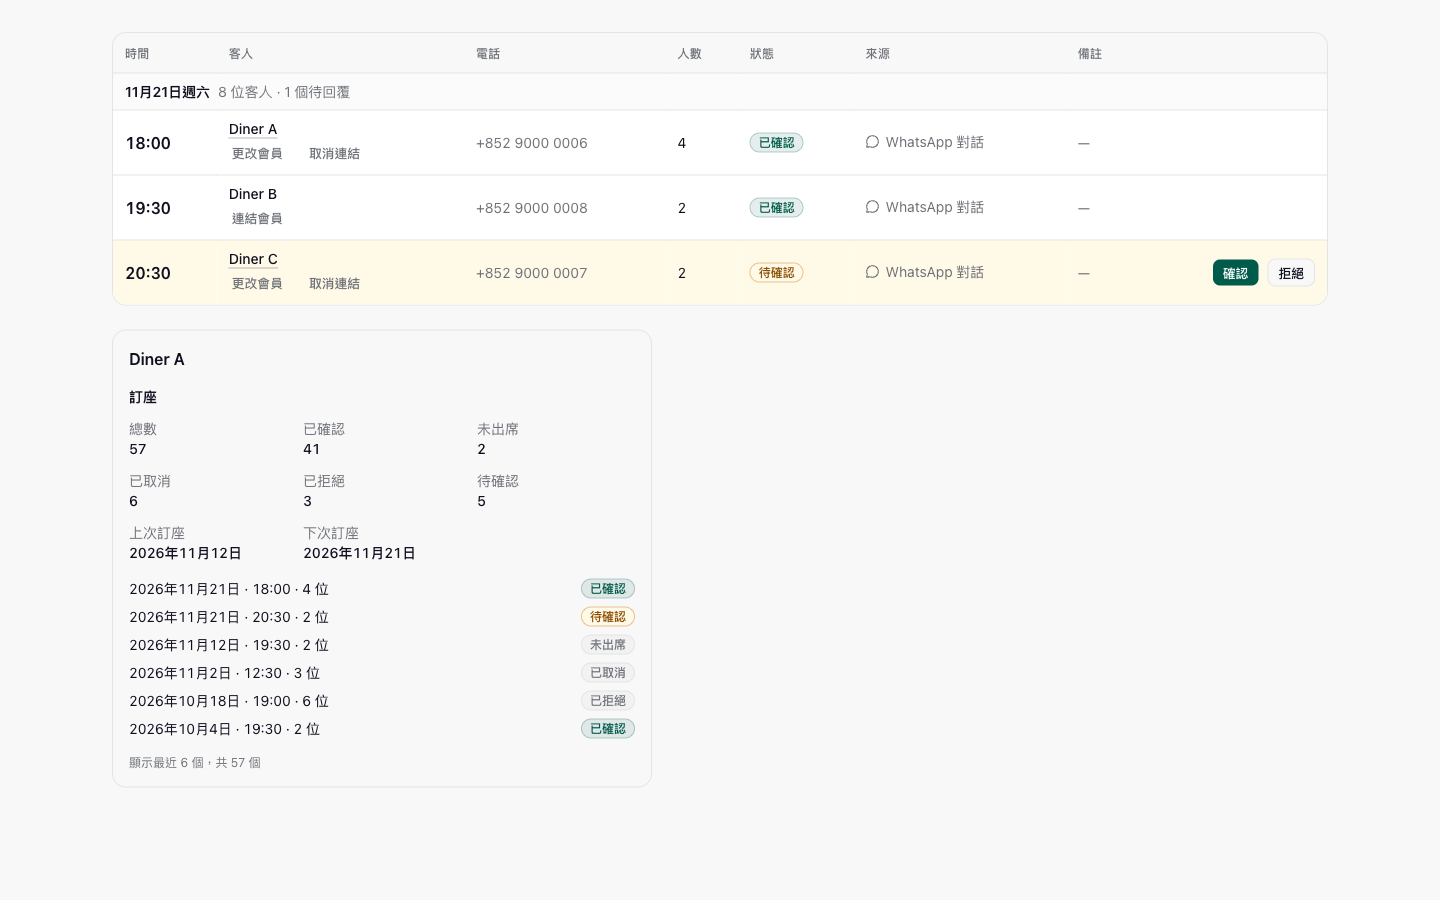 時間 客人 電話 人數 狀態 來源 備註
11月21日週六 8 位客人 · 1 個待回覆
18:00 Diner A +852 9000 0006 4 已確認 WhatsApp 對話 —
更改會員 取消連結
19:30 Diner B +852 9000 0008 2 已確認 WhatsApp 對話 —
連結會員
20:30 Diner C +852 9000 0007 2 待確認 WhatsApp 對話 — 確認 拒絕
更改會員 取消連結
Diner A
訂座
總數 已確認 未出席
57 41 2
已取消 已拒絕 待確認
6 3 5
上次訂座 下次訂座
2026年11月12日 2026年11月21日
2026年11月21日 · 18:00 · 4 位 已確認
2026年11月21日 · 20:30 · 2 位 待確認
2026年11月12日 · 19:30 · 2 位 未出席
2026年11月2日 · 12:30 · 3 位 已取消
2026年10月18日 · 19:00 · 6 位 已拒絕
2026年10月4日 · 19:30 · 2 位 已確認
顯示最近 6 個，共 57 個